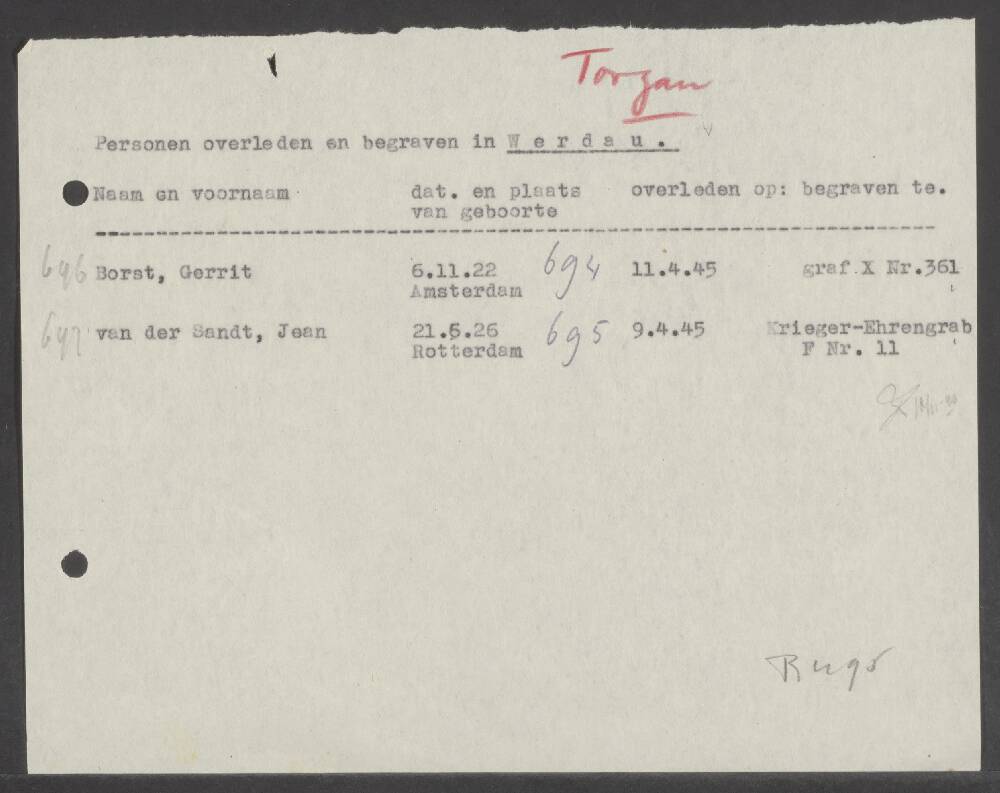 Torgau
Personen overleden en begraven in W e r d a u .
Naam en voornaam dat. en plaats overleden op: begraven te.
van geboorte
646 Borst, Gerrit 6.11.22 694 11.4.45 graf.X Nr.361
Amsterdam
647 van der Sandt, Jean 21.5.26 695 9.4.45 Krieger-Ehrengrab
Rotterdam F Nr. 11